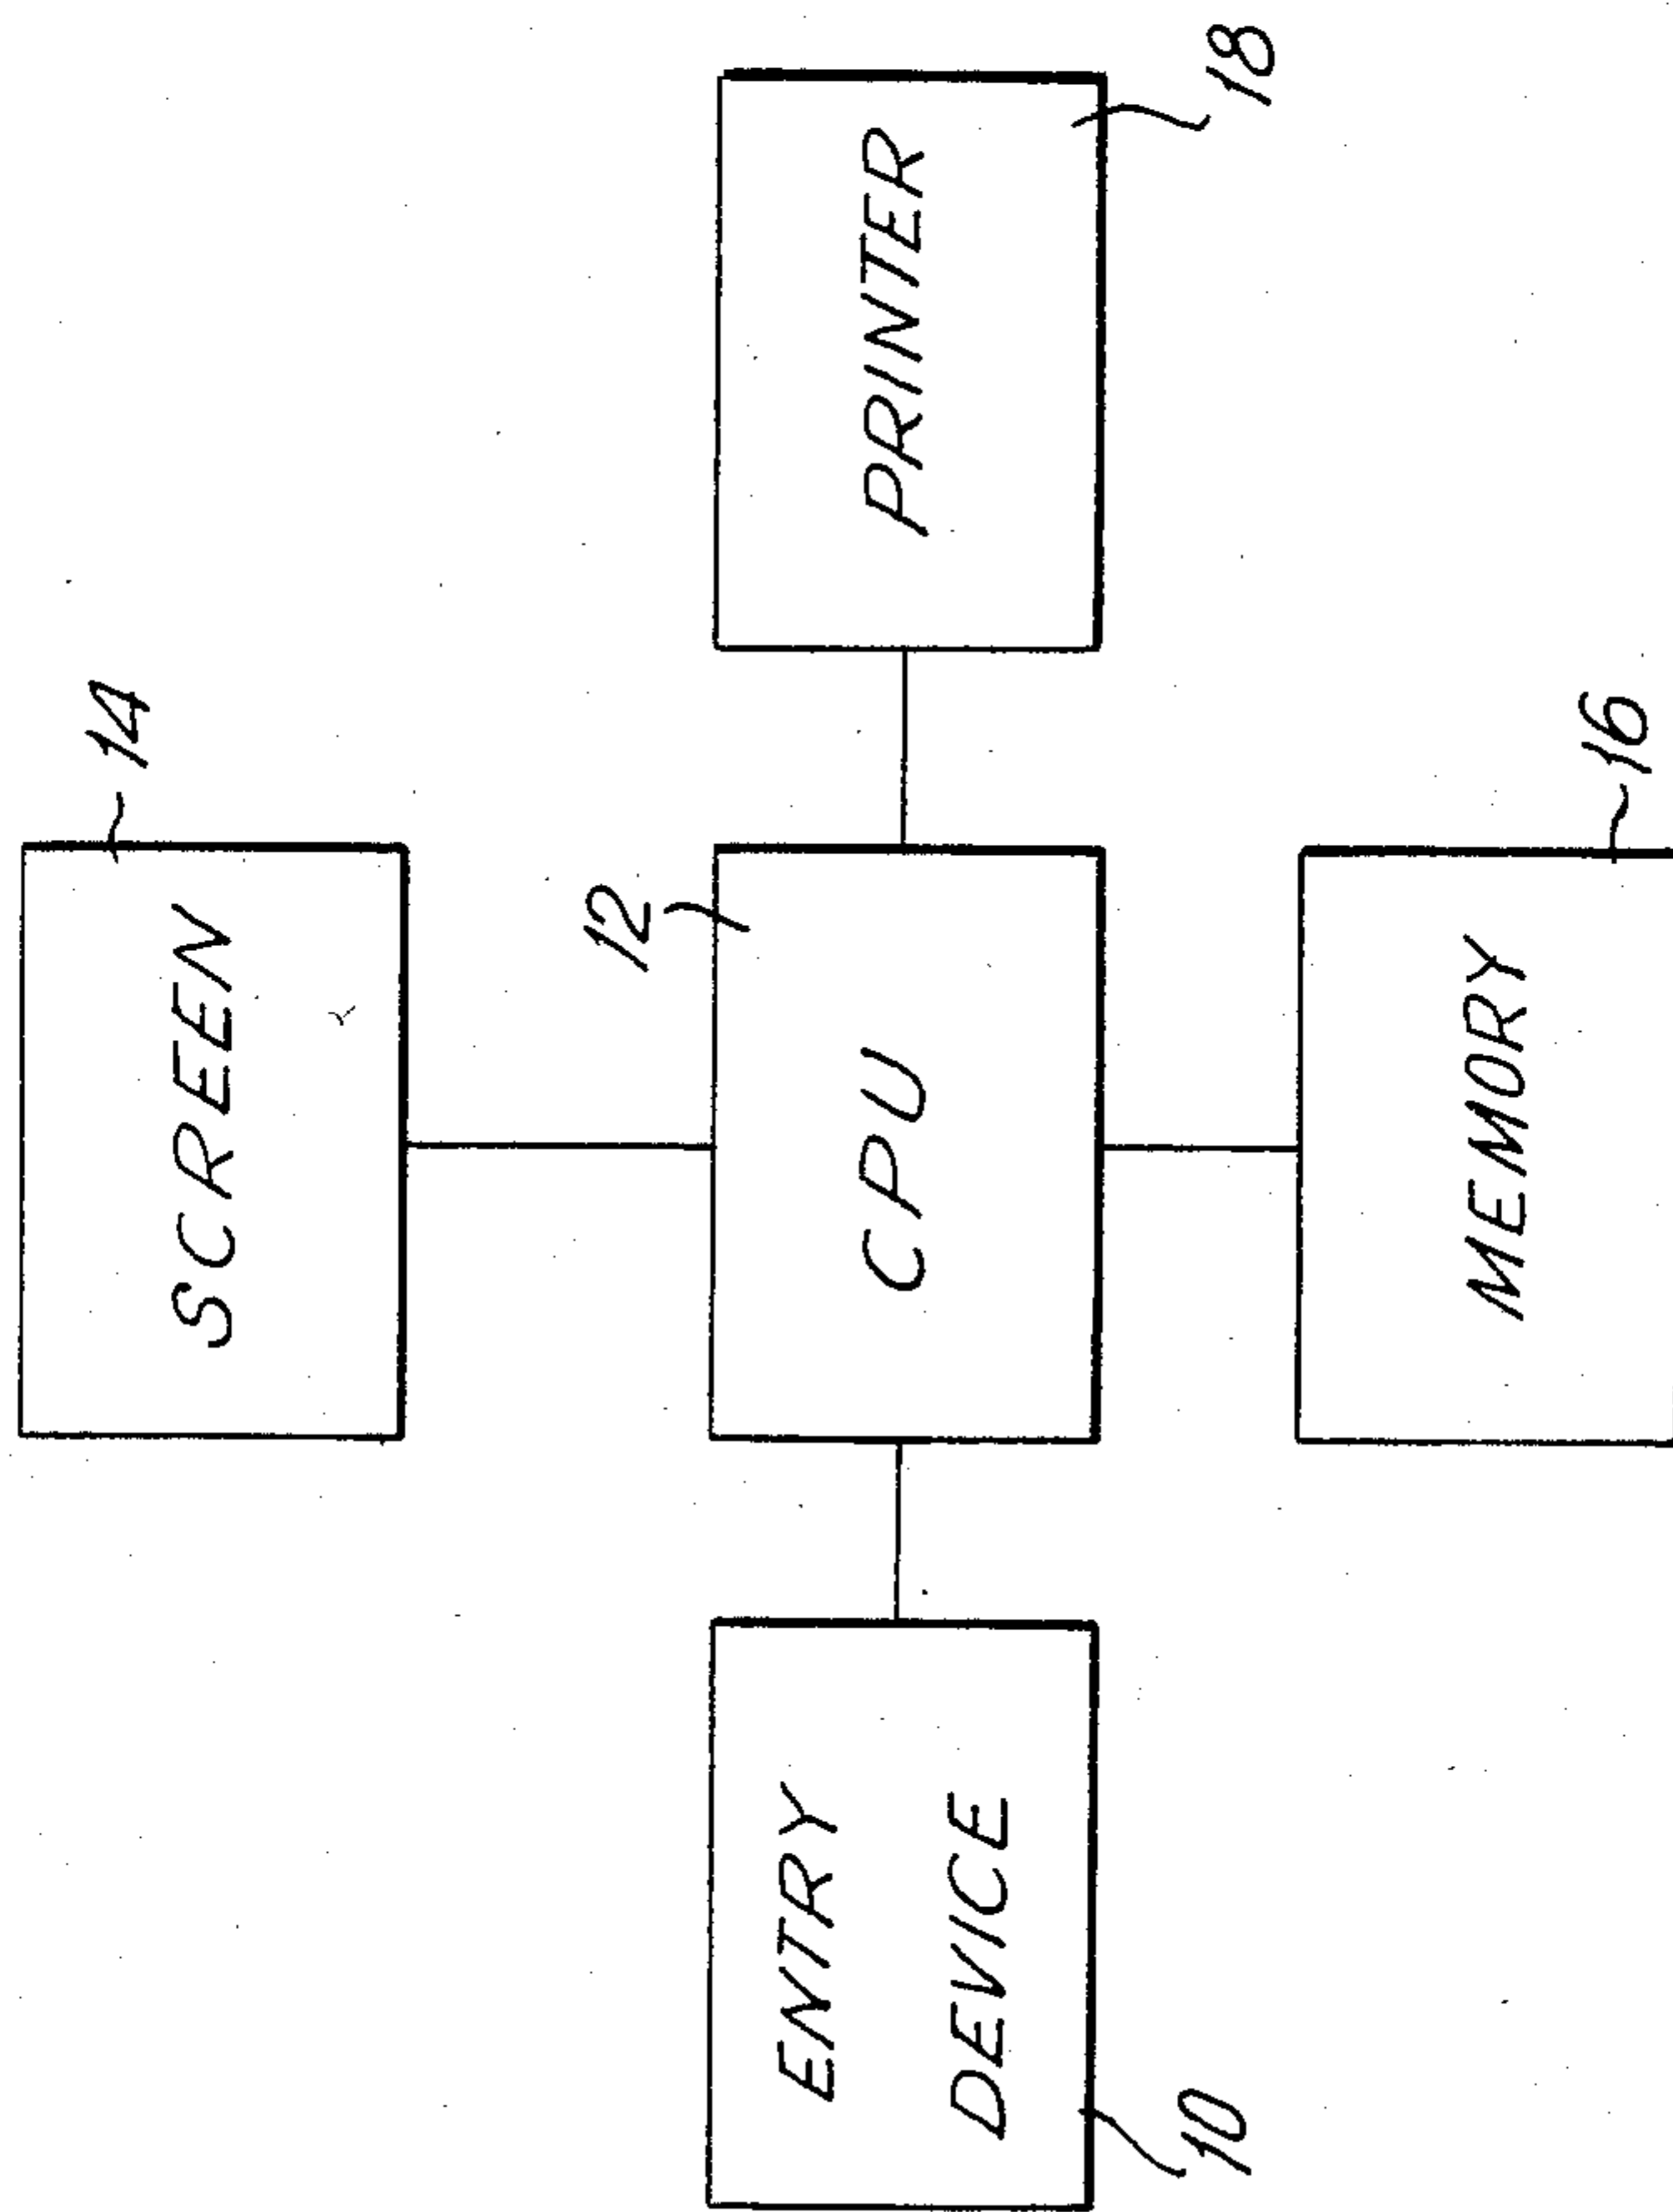 14
SCREEN
12
ENTRY
DEVICE
CPU
PRINTER
10
18
MEMORY
16